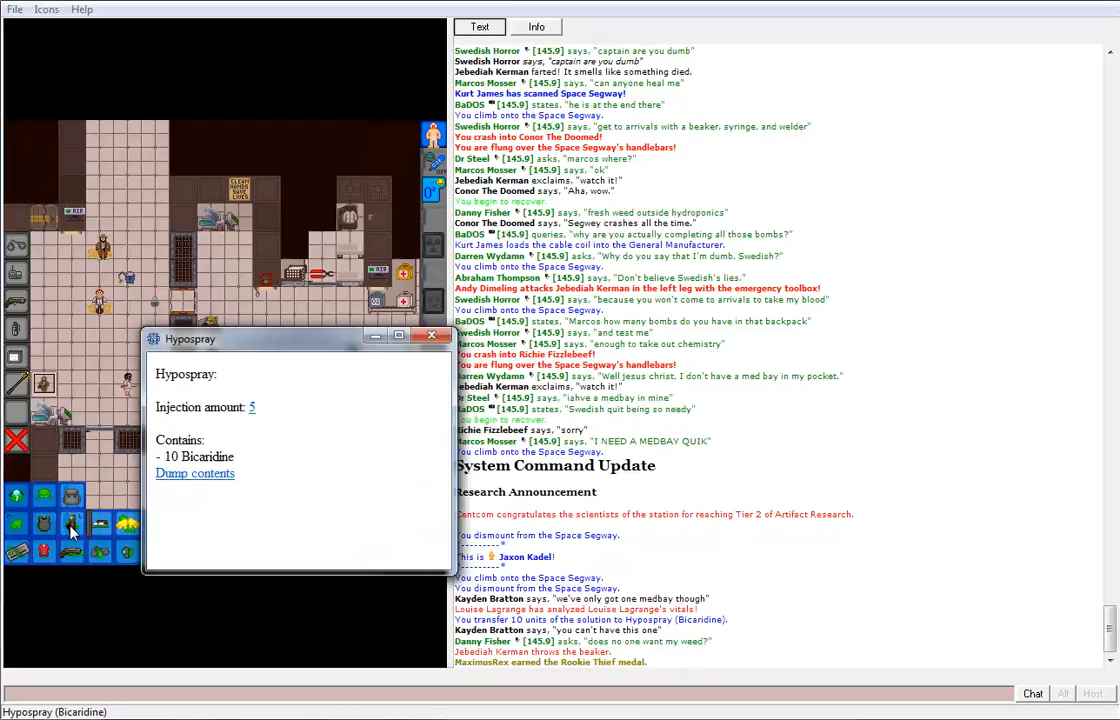 File Icons Help
Text Info
Swedish Horror [145.9] says, "captain are you dumb"
Swedish Horror says, "captain are you dumb"
Jebediah Kerman farted! It smells like something died.
Marcos Mosser [145.9] says, "can anyone heal me"
Kurt James has scanned Space Segway!
BaDOS [145.9] states, "he is at the end there"
You climb onto the Space Segway.
Swedish Horror [145.9] says, "get to arrivals with a beaker, syringe, and welder"
You crash into Conor The Doomed!
You are flung over the Space Segway's handlebars!
Dr Steel [145.9] asks, "marcos where?"
Marcos Mosser [145.9] says, "ok"
Jebediah Kerman exclaims, "watch it!"
Conor The Doomed says, "Aha, wow."
You begin to recover.
Danny Fisher [145.9] says, "fresh weed outside hydroponics"
Conor The Doomed says, "Segwey crashes all the time."
BaDOS [145.9] queries, "why are you actually completing all those bombs?"
Kurt James loads the cable coil into the General Manufacturer.
Darren Wydamn [145.9] asks, "Why do you say that I'm dumb, Swedish?"
You climb onto the Space Segway.
Abraham Thompson [145.9] says, "Don't believe Swedish's lies."
Andy Dimeling attacks Jebediah Kerman in the left leg with the emergency toolbox!
Swedish Horror [145.9] says, "because you won't come to arrivals to take my blood"
You climb onto the Space Segway.
BaDOS [145.9] states, "Marcos how many bombs do you have in that backpack"
Swedish Horror [145.9] says, "and test me"
Marcos Mosser [145.9] says, "enough to take out chemistry"
You crash into Richie Fizzlebeef!
You are flung over the Space Segway's handlebars!
Darren Wydamn [145.9] says, "Well jesus christ, I don't have a med bay in my pocket."
Jebediah Kerman exclaims, "watch it!"
Dr Steel [145.9] says, "iahve a medbay in mine"
BaDOS [145.9] states, "Swedish quit being so needy"
You begin to recover.
Richie Fizzlebeef says, "sorry"
Marcos Mosser [145.9] says, "I NEED A MEDBAY QUIK"
You climb onto the Space Segway.
System Command Update
Research Announcement
Centcom congratulates the scientists of the station for reaching Tier 2 of Artifact Research.
You dismount from the Space Segway.
---------*
This is Jaxon Kadel!
---------*
You climb onto the Space Segway.
You dismount from the Space Segway.
Kayden Bratton says, "we've only got one medbay though"
Louise Lagrange has analyzed Louise Lagrange's vitals!
You transfer 10 units of the solution to Hypospray (Bicaridine).
Kayden Bratton says, "you can't have this one"
Danny Fisher [145.9] asks, "does no one want my weed?"
Jebediah Kerman throws the beaker.
MaximusRex earned the Rookie Thief medal.
CLEAN HANDS SAVE LIVES
AIR
AIR
OFF
Hypospray
Hypospray:
Injection amount: 5
Contains:
- 10 Bicaridine
Dump contents
Chat Alt Host
Hypospray (Bicaridine)